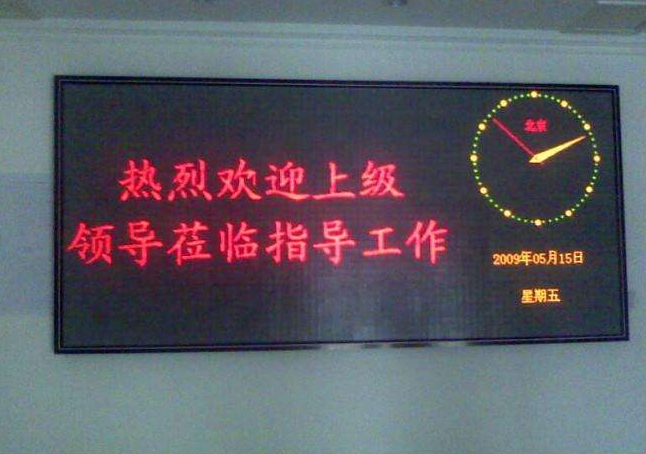 热烈欢迎上级
领导莅临指导工作
北京
2009年05月15日
星期五